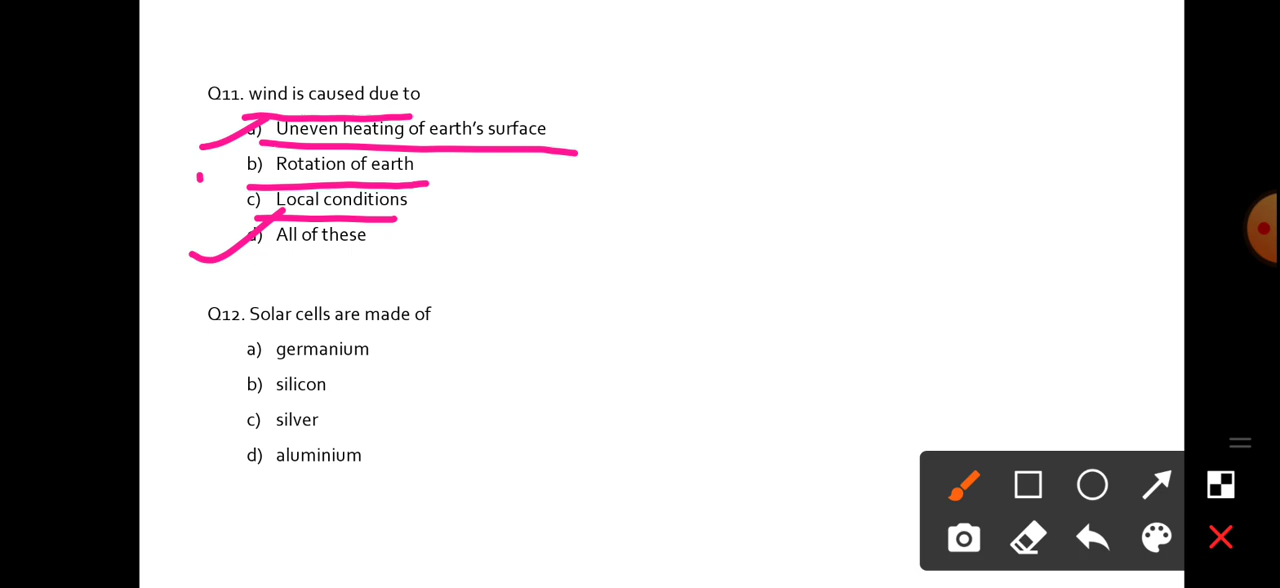 Q11. wind is caused due to
a) Uneven heating of earth's surface
b) Rotation of earth
c) Local conditions
d) All of these
Q12. Solar cells are made of
a) germanium
b) silicon
c) silver
d) aluminium